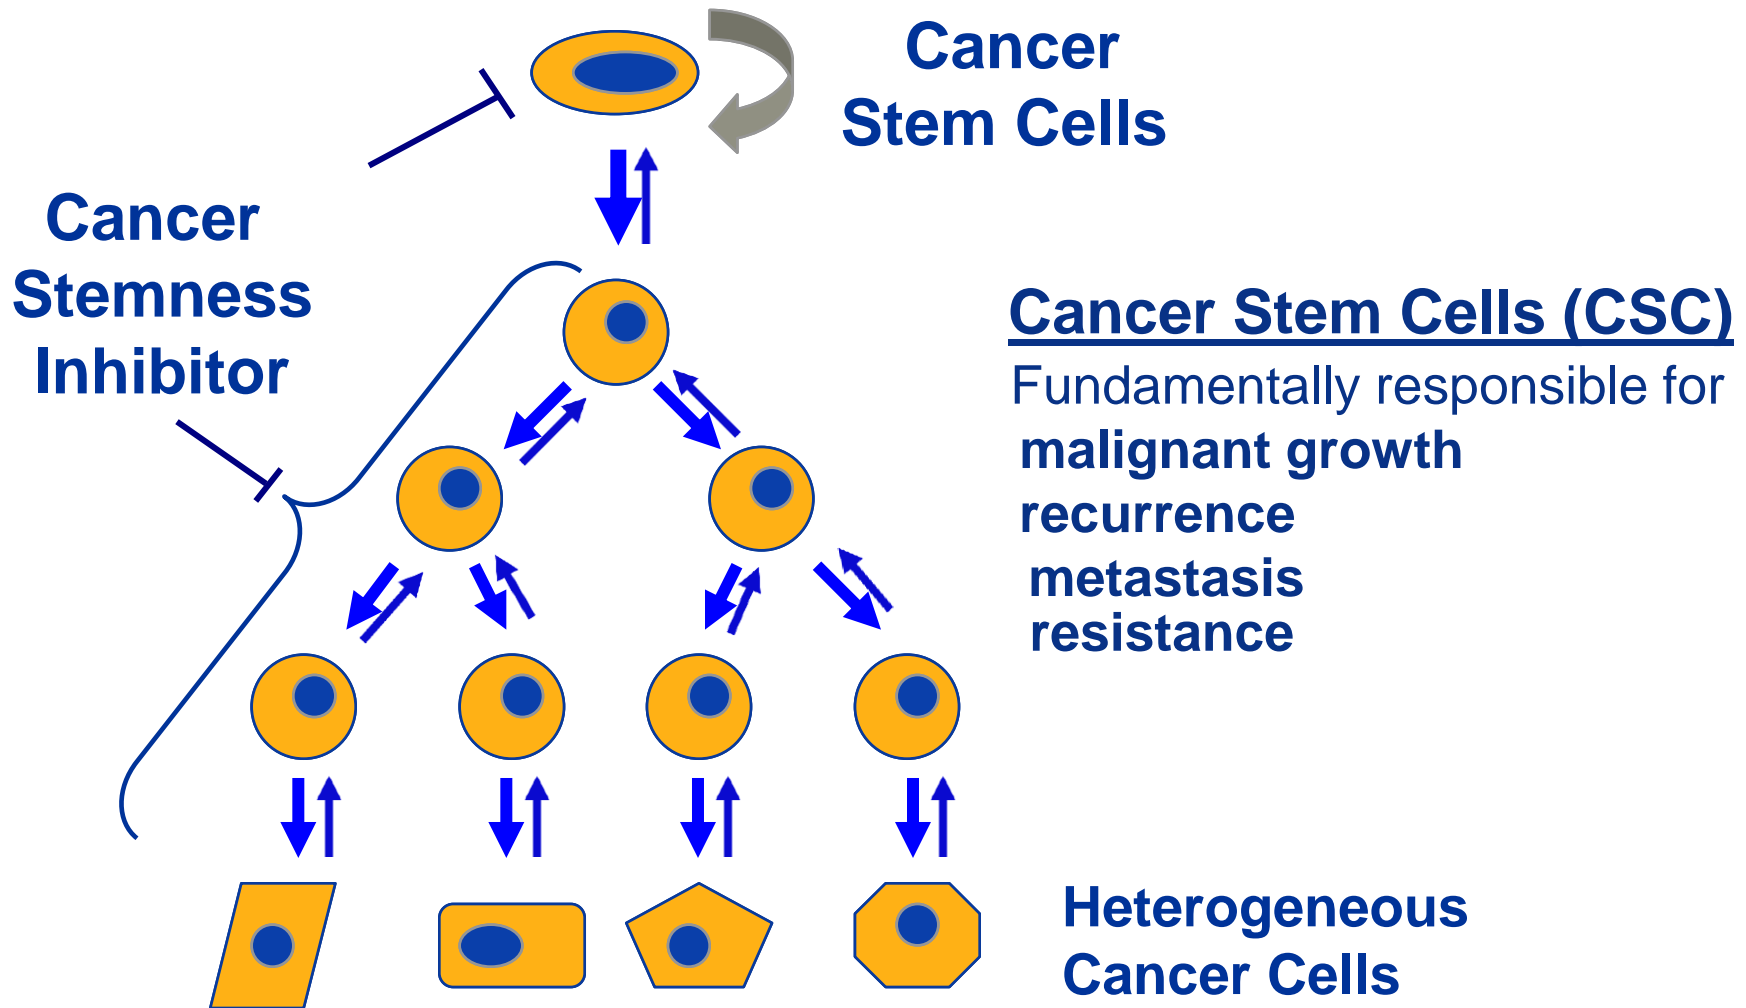 Cancer
Stem Cells
Cancer
Stemness
Inhibitor
Cancer Stem Cells (CSC)
Fundamentally responsible for
malignant growth
recurrence
metastasis
resistance
Heterogeneous
Cancer Cells